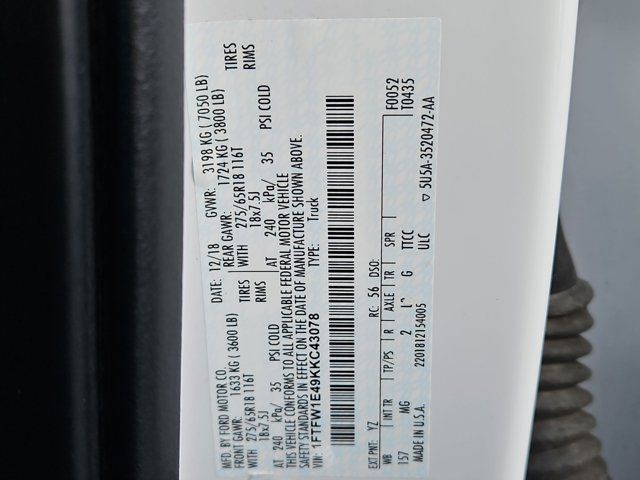 MFD. BY FORD MOTOR CO.
DATE: 12/18 GVWR: 3198 KG (7050 LB)
FRONT GAWR: 1633 KG (3600 LB) REAR GAWR: 1724 KG (3800 LB)
WITH 275/65R18 116T TIRES WITH 275/65R18 116T TIRES
18x7.5J RIMS 18x7.5J RIMS
AT 240 kPa/ 35 PSI COLD AT 240 kPa/ 35 PSI COLD
THIS VEHICLE CONFORMS TO ALL APPLICABLE FEDERAL MOTOR VEHICLE
SAFETY STANDARDS IN EFFECT ON THE DATE OF MANUFACTURE SHOWN ABOVE.
VIN: 1FTFW1E49KKC43078 TYPE: Truck
F0052
EXT PNT: YZ RC: 56 DSO: T0435
WB INT TR TP/PS R AXLE TR SPR
157 MG 2 G TTCC
ULC
MADE IN U.S.A. 2201812154005 5U5A-3520472-AA